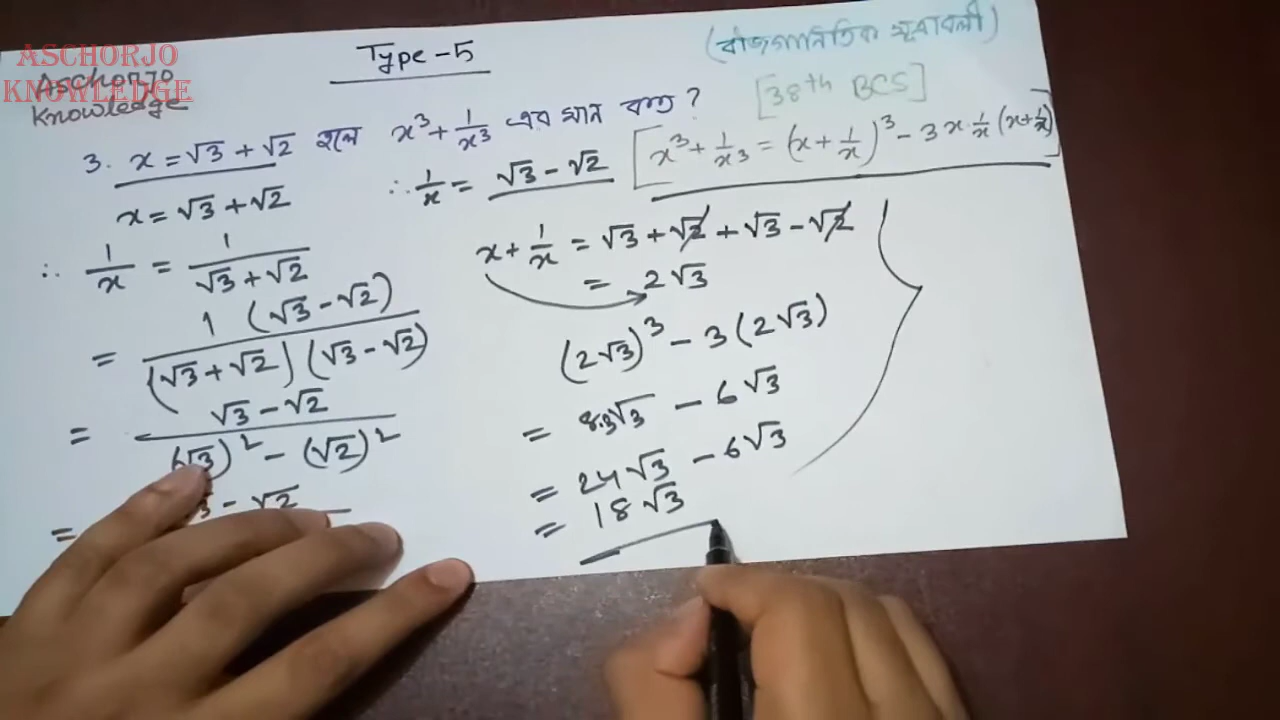 ASCHORJO
KNOWLEDGE
Aschorjo
Knowledge
Type-5
(বীজগানিতিক সূত্রাবলী)
[38th BCS]
3. x = √3 + √2 হলে x³ + 1/x³ এর মান কত ?
x = √3 + √2
∴ 1/x = 1/(√3 + √2)
= 1 (√3 - √2)/(√3 + √2) (√3 - √2)
= √3 - √2/(√3)² - (√2)²
= √2
∴ 1/x = √3 - √2
[x³ + 1/x³ = (x + 1/x)³ - 3x · 1/x (x + 1/x)]
x + 1/x = √3 + √2 + √3 - √2
= 2√3
(2√3)³ - 3(2√3)
= 8.3√3 - 6√3
= 24√3 - 6√3
= 18√3